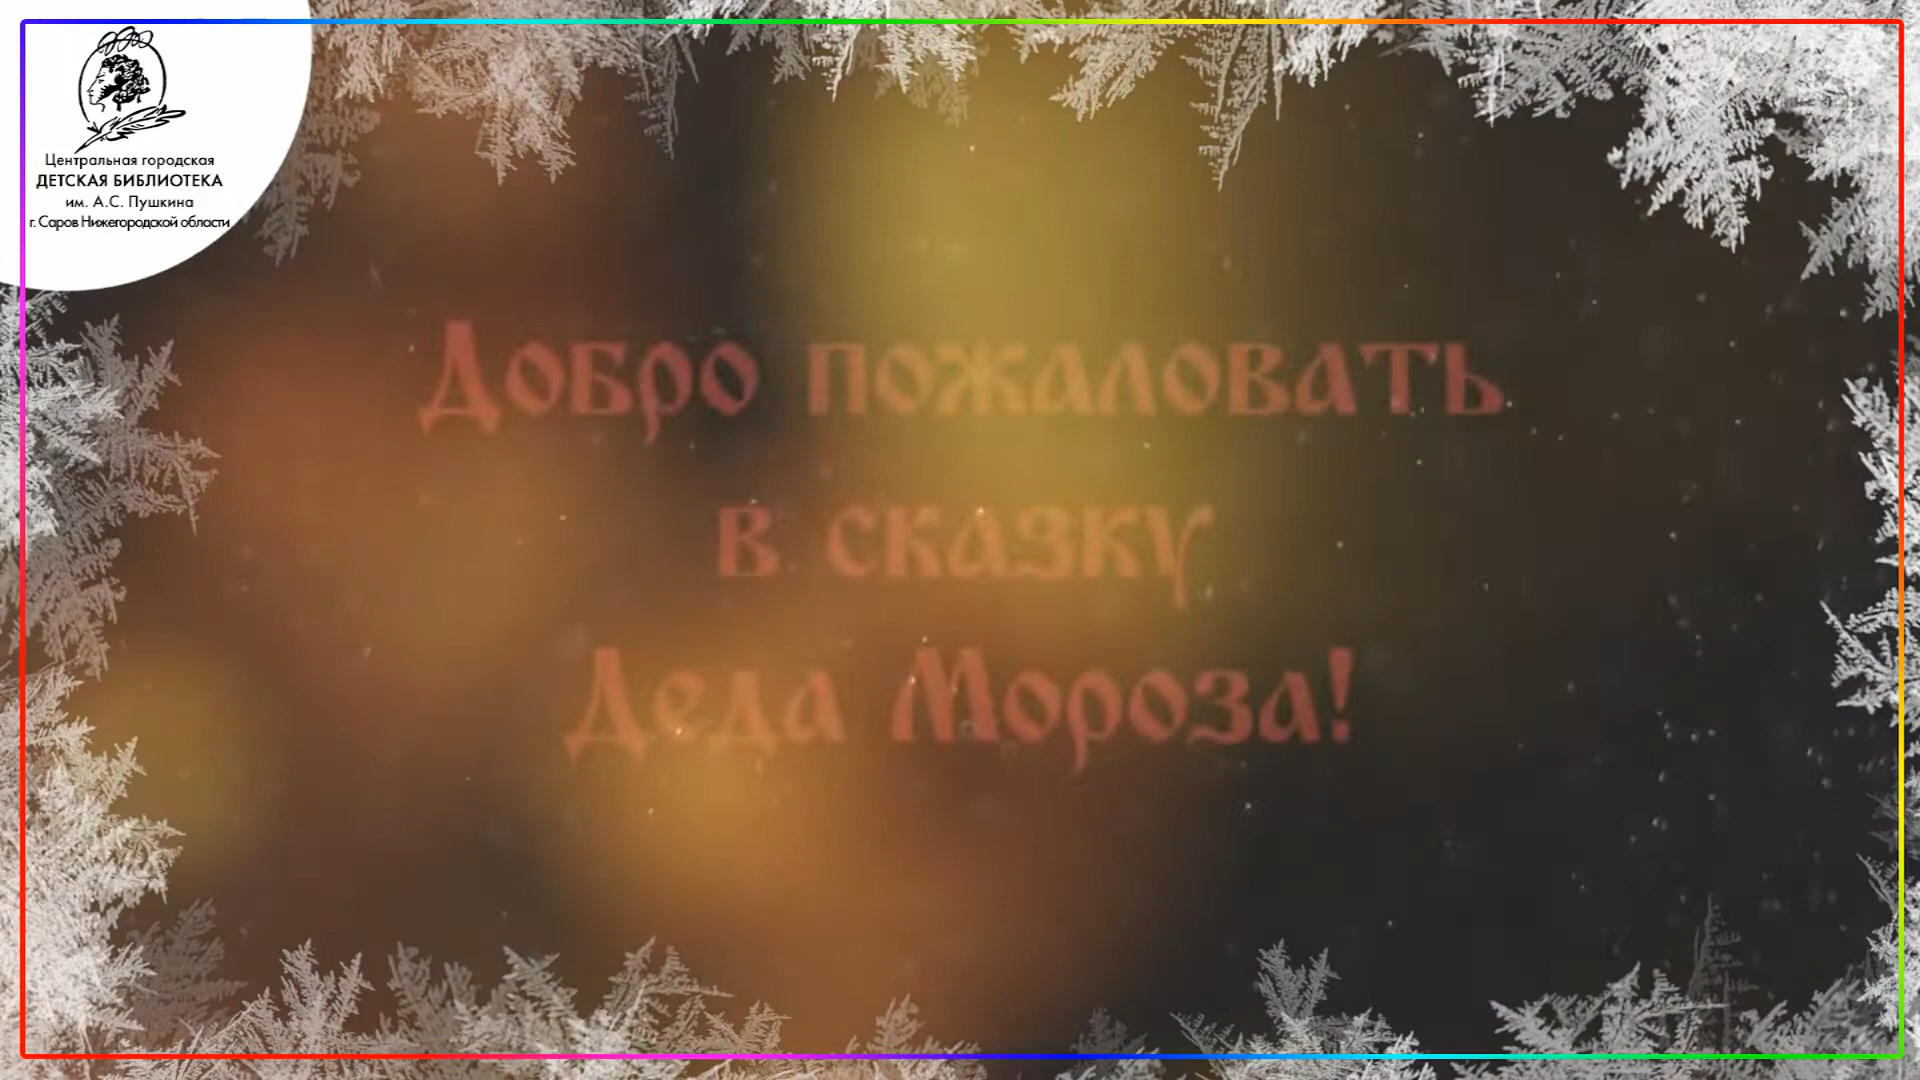 Центральная городская
ДЕТСКАЯ БИБЛИОТЕКА
им. А.С. Пушкина
г. Саров Нижегородской области
Добро пожаловать
в сказку
Деда Мороза!